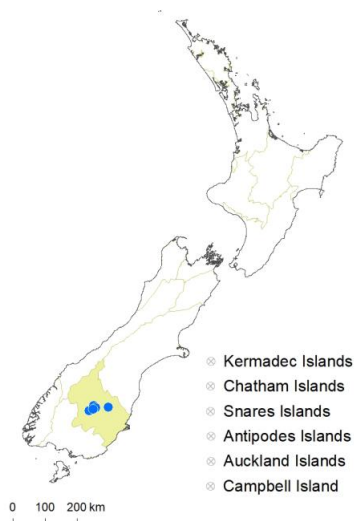 Kermadec Islands
Chatham Islands
Snares Islands
Antipodes Islands
Auckland Islands
Campbell Island
0 100 200 km